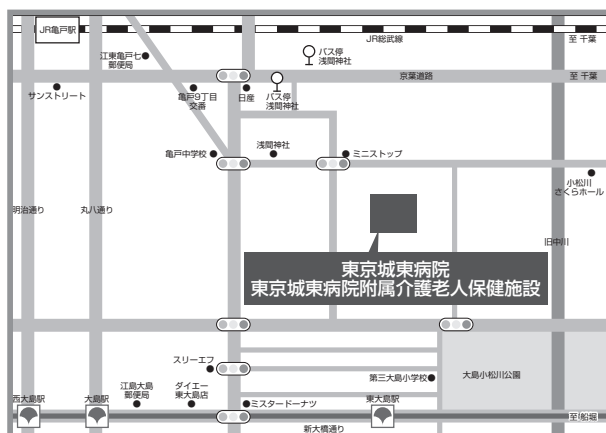 JR亀戸駅
JR総武線
至 千葉
バス停
浅間神社
江東亀戸七
郵便局
京葉道路
至 千葉
サンストリート
亀戸9丁目
交番
日産
バス停
浅間神社
亀戸中学校
浅間神社
ミニストップ
小松川
さくらホール
明治通り
丸八通り
旧中川
東京城東病院
東京城東病院附属介護老人保健施設
スリーエフ
第三大島小学校
大島小松川公園
西大島駅
大島駅
江島大島
郵便局
ダイエー
東大島店
ミスタードーナツ
東大島駅
至船堀
新大橋通り